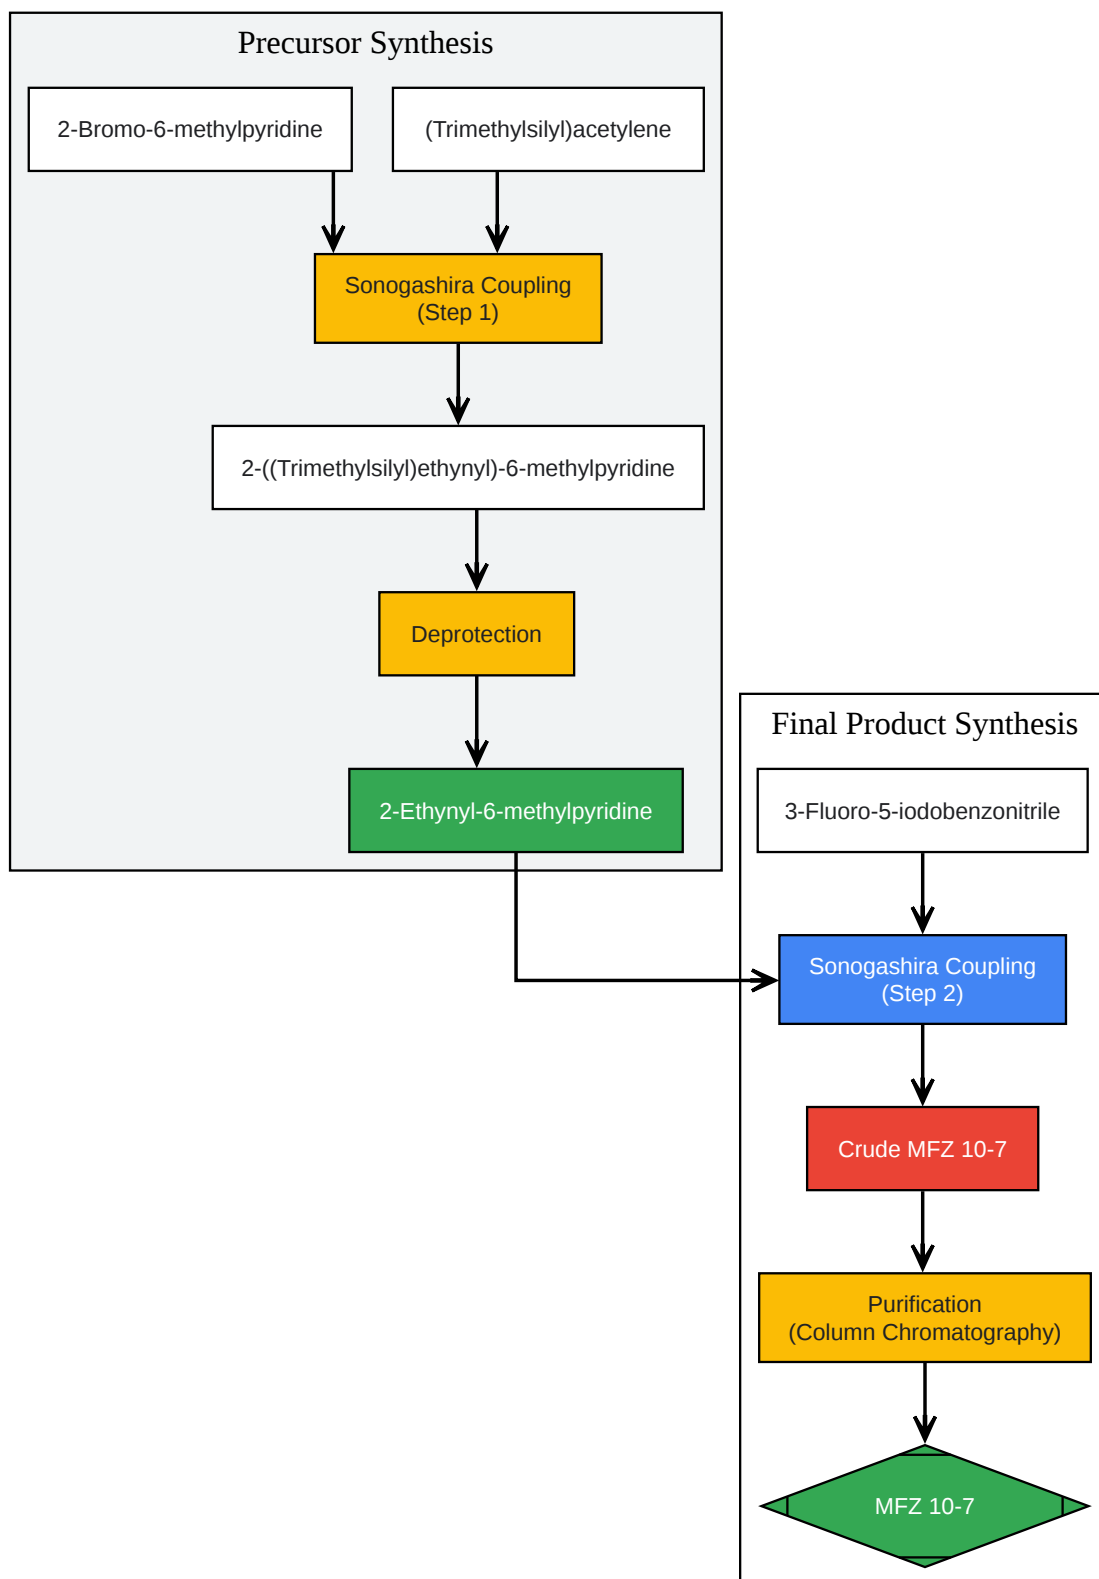 Precursor Synthesis
2-Bromo-6-methylpyridine
(Trimethylsilyl)acetylene
Sonogashira Coupling
(Step 1)
2-((Trimethylsilyl)ethynyl)-6-methylpyridine
Deprotection
2-Ethynyl-6-methylpyridine
Final Product Synthesis
3-Fluoro-5-iodobenzonitrile
Sonogashira Coupling
(Step 2)
Crude MFZ 10-7
Purification
(Column Chromatography)
MFZ 10-7